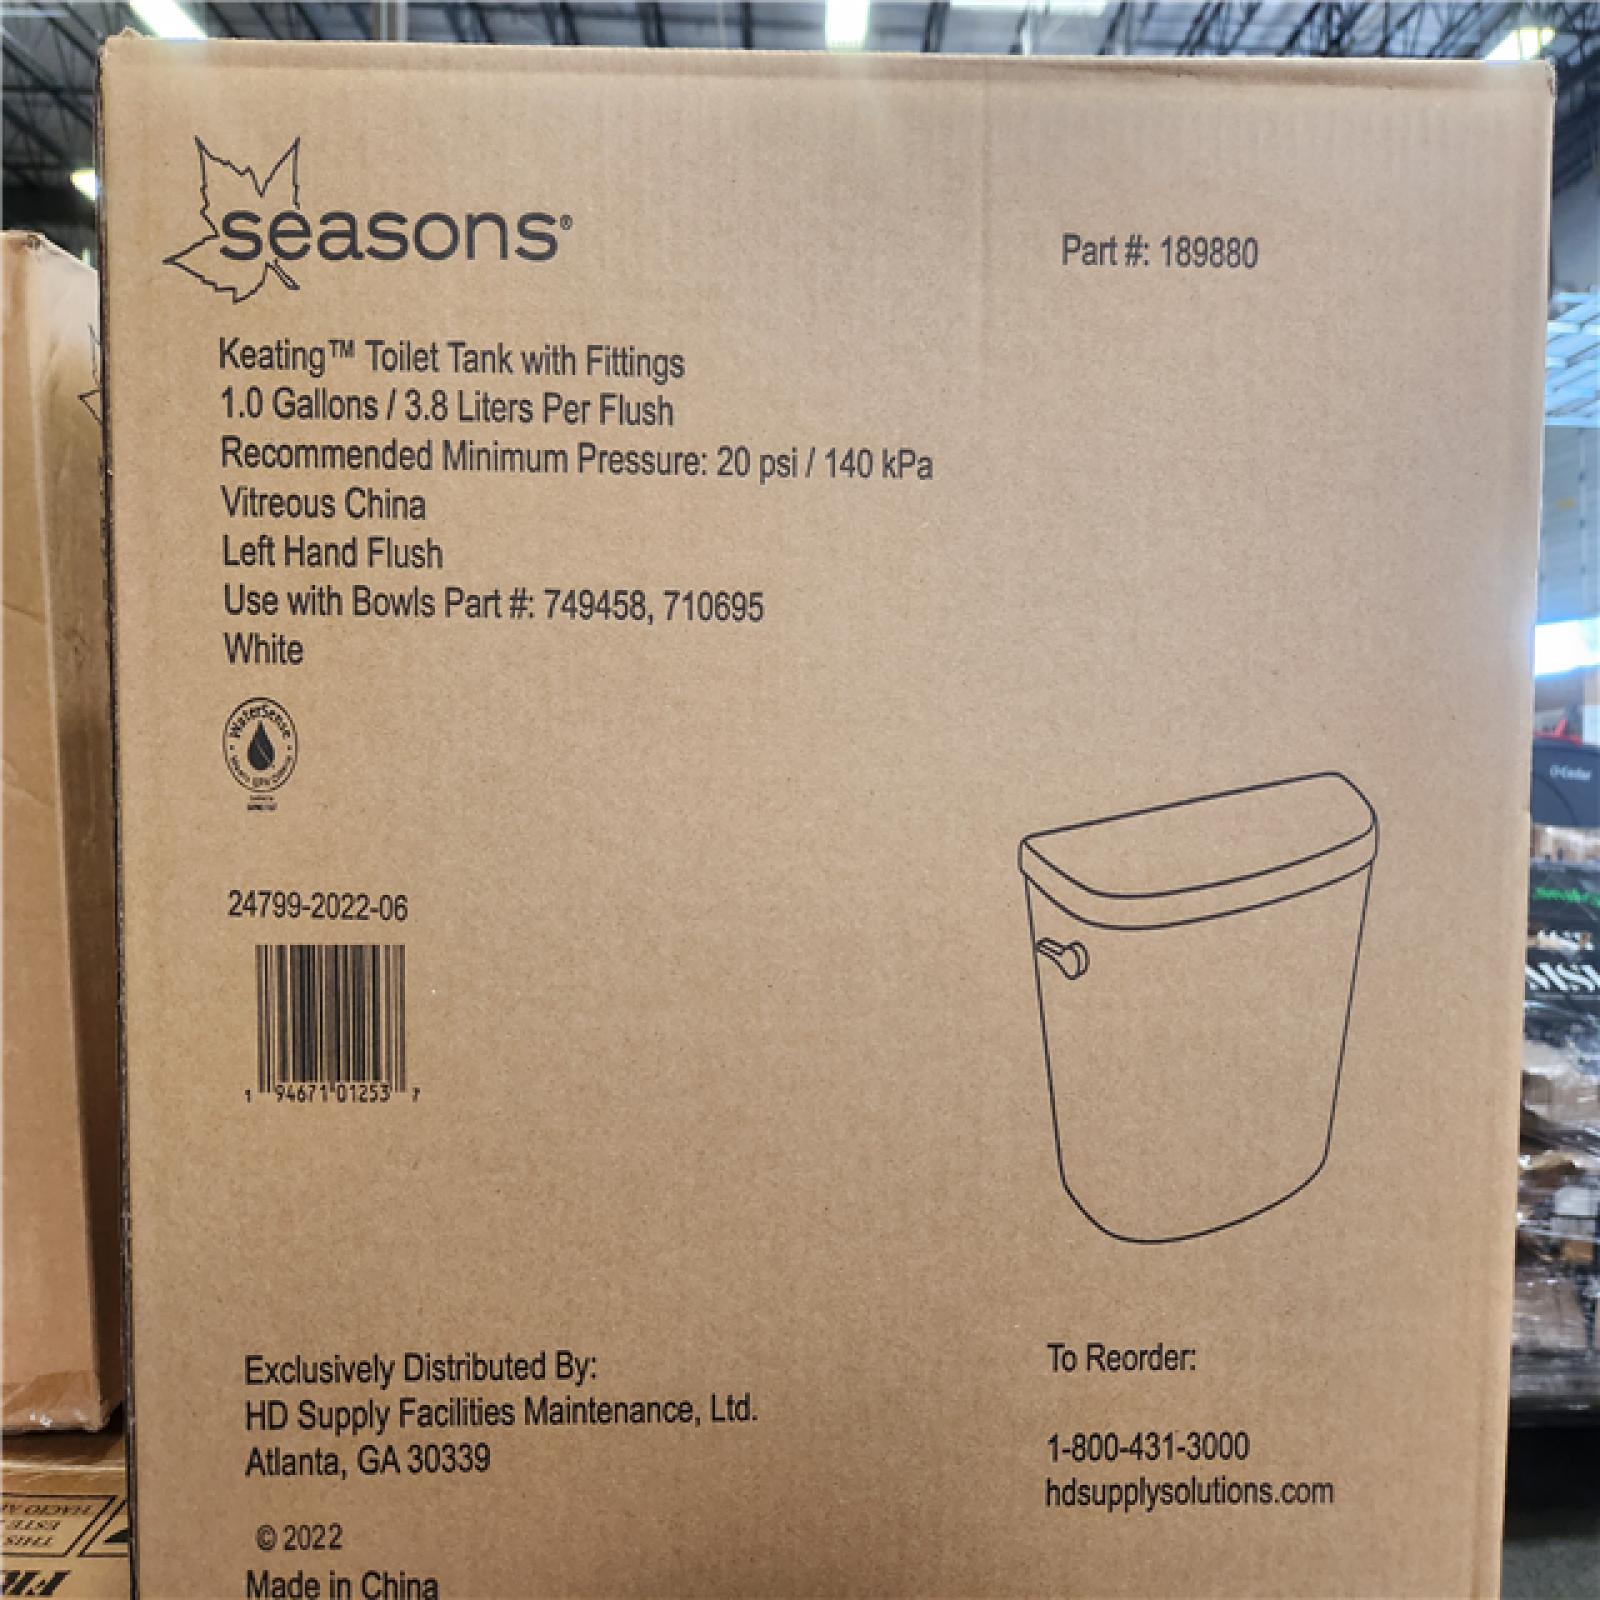 seasons®
Part #: 189880
Keating™ Toilet Tank with Fittings
1.0 Gallons / 3.8 Liters Per Flush
Recommended Minimum Pressure: 20 psi / 140 kPa
Vitreous China
Left Hand Flush
Use with Bowls Part #: 749458, 710695
White
WaterSense
24799-2022-06
1 94671 01253 7
Exclusively Distributed By:
HD Supply Facilities Maintenance, Ltd.
Atlanta, GA 30339
To Reorder:
1-800-431-3000
hdsupplysolutions.com
© 2022
Made in China
O-Cedar